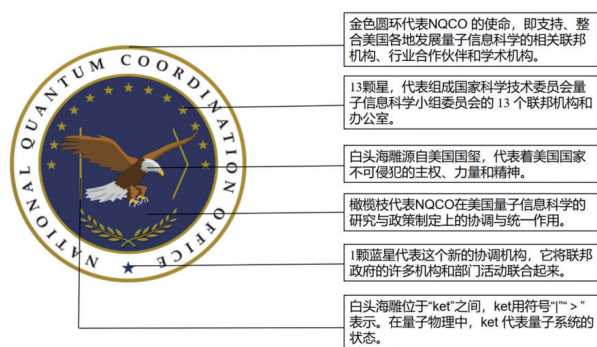 NATIONAL QUANTUM COORDINATION OFFICE
金色圆环代表NQCO 的使命，即支持、整
合美国各地发展量子信息科学的相关联邦
机构、行业合作伙伴和学术机构。
13颗星，代表组成国家科学技术委员会量
子信息科学小组委员会的 13 个联邦机构和
办公室。
白头海雕源自美国国玺，代表着美国国家
不可侵犯的主权、力量和精神。
橄榄枝代表NQCO在美国量子信息科学的
研究与政策制定上的协调与统一作用。
1颗蓝星代表这个新的协调机构，它将联邦
政府的许多机构和部门活动联合起来。
白头海雕位于“ket”之间，ket用符号“|”“＞”
表示。在量子物理中，ket 代表量子系统的
状态。